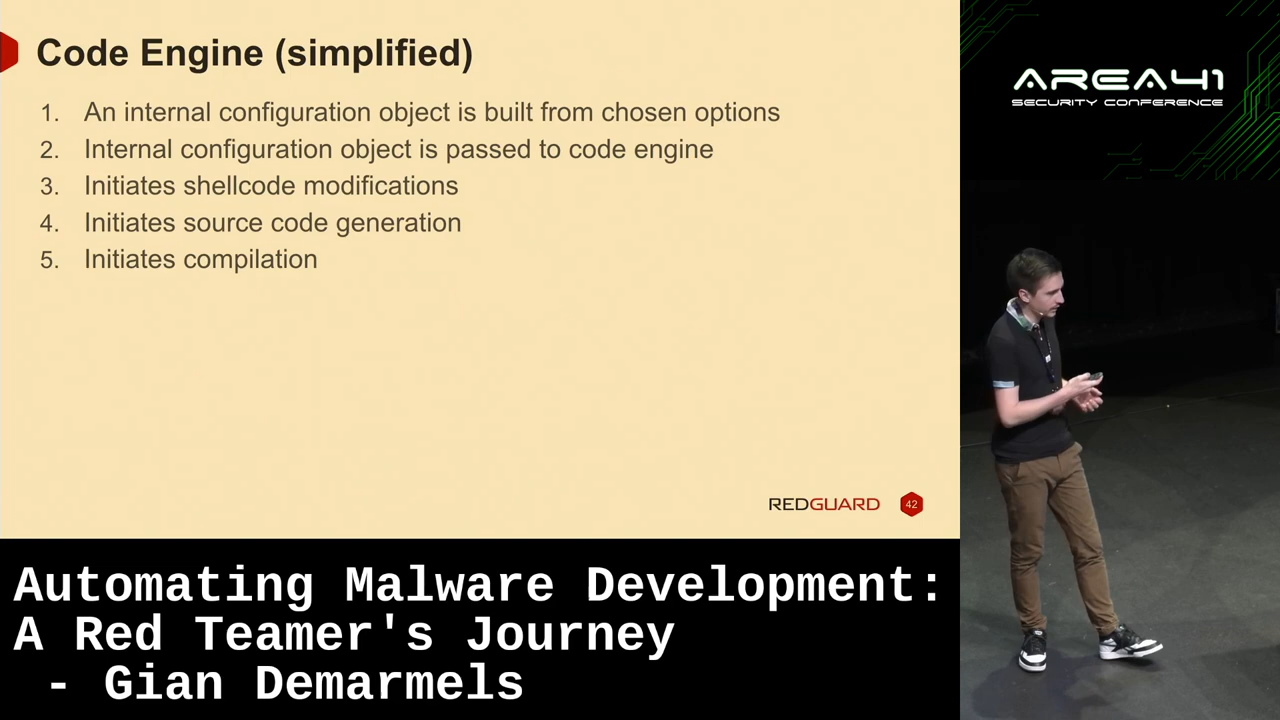 Code Engine (simplified)
1. An internal configuration object is built from chosen options
2. Internal configuration object is passed to code engine
3. Initiates shellcode modifications
4. Initiates source code generation
5. Initiates compilation
REDGUARD 42
AREA41
SECURITY CONFERENCE
Automating Malware Development:
A Red Teamer's Journey
- Gian Demarmels